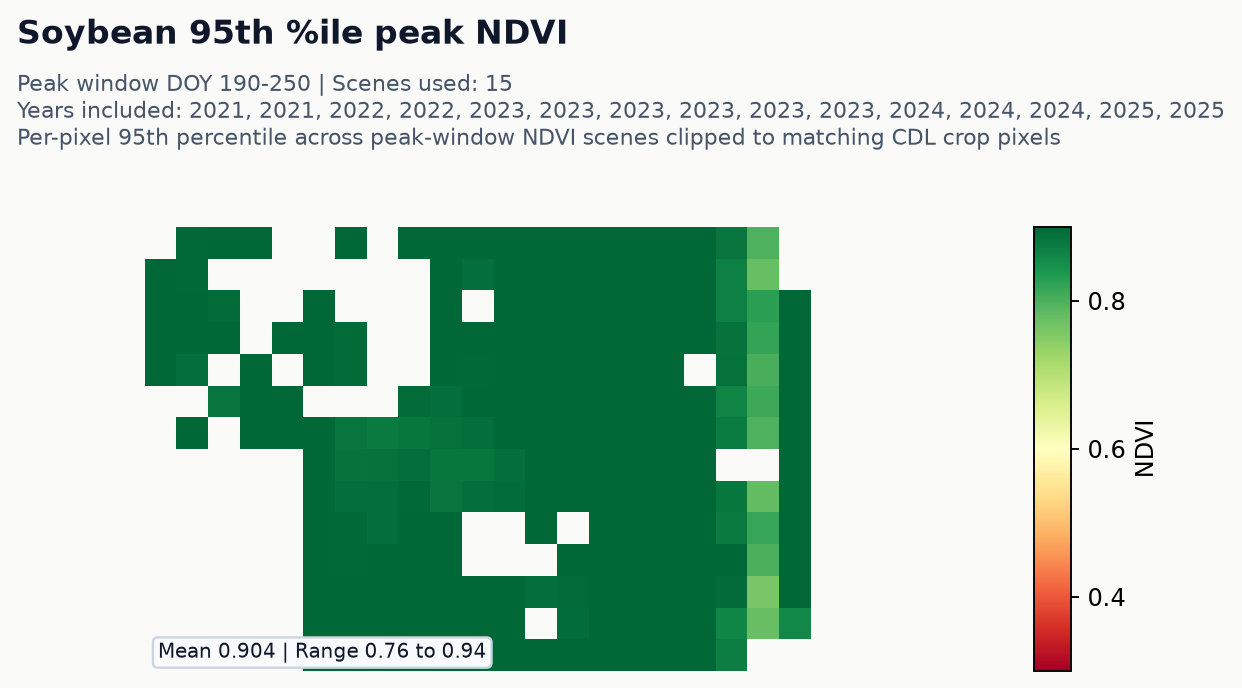 Soybean 95th %ile peak NDVI
Peak window DOY 190-250 | Scenes used: 15
Years included: 2021, 2021, 2022, 2022, 2023, 2023, 2023, 2023, 2023, 2023, 2024, 2024, 2024, 2025, 2025
Per-pixel 95th percentile across peak-window NDVI scenes clipped to matching CDL crop pixels
0.8
0.6
0.4
NDVI
Mean 0.904 | Range 0.76 to 0.94